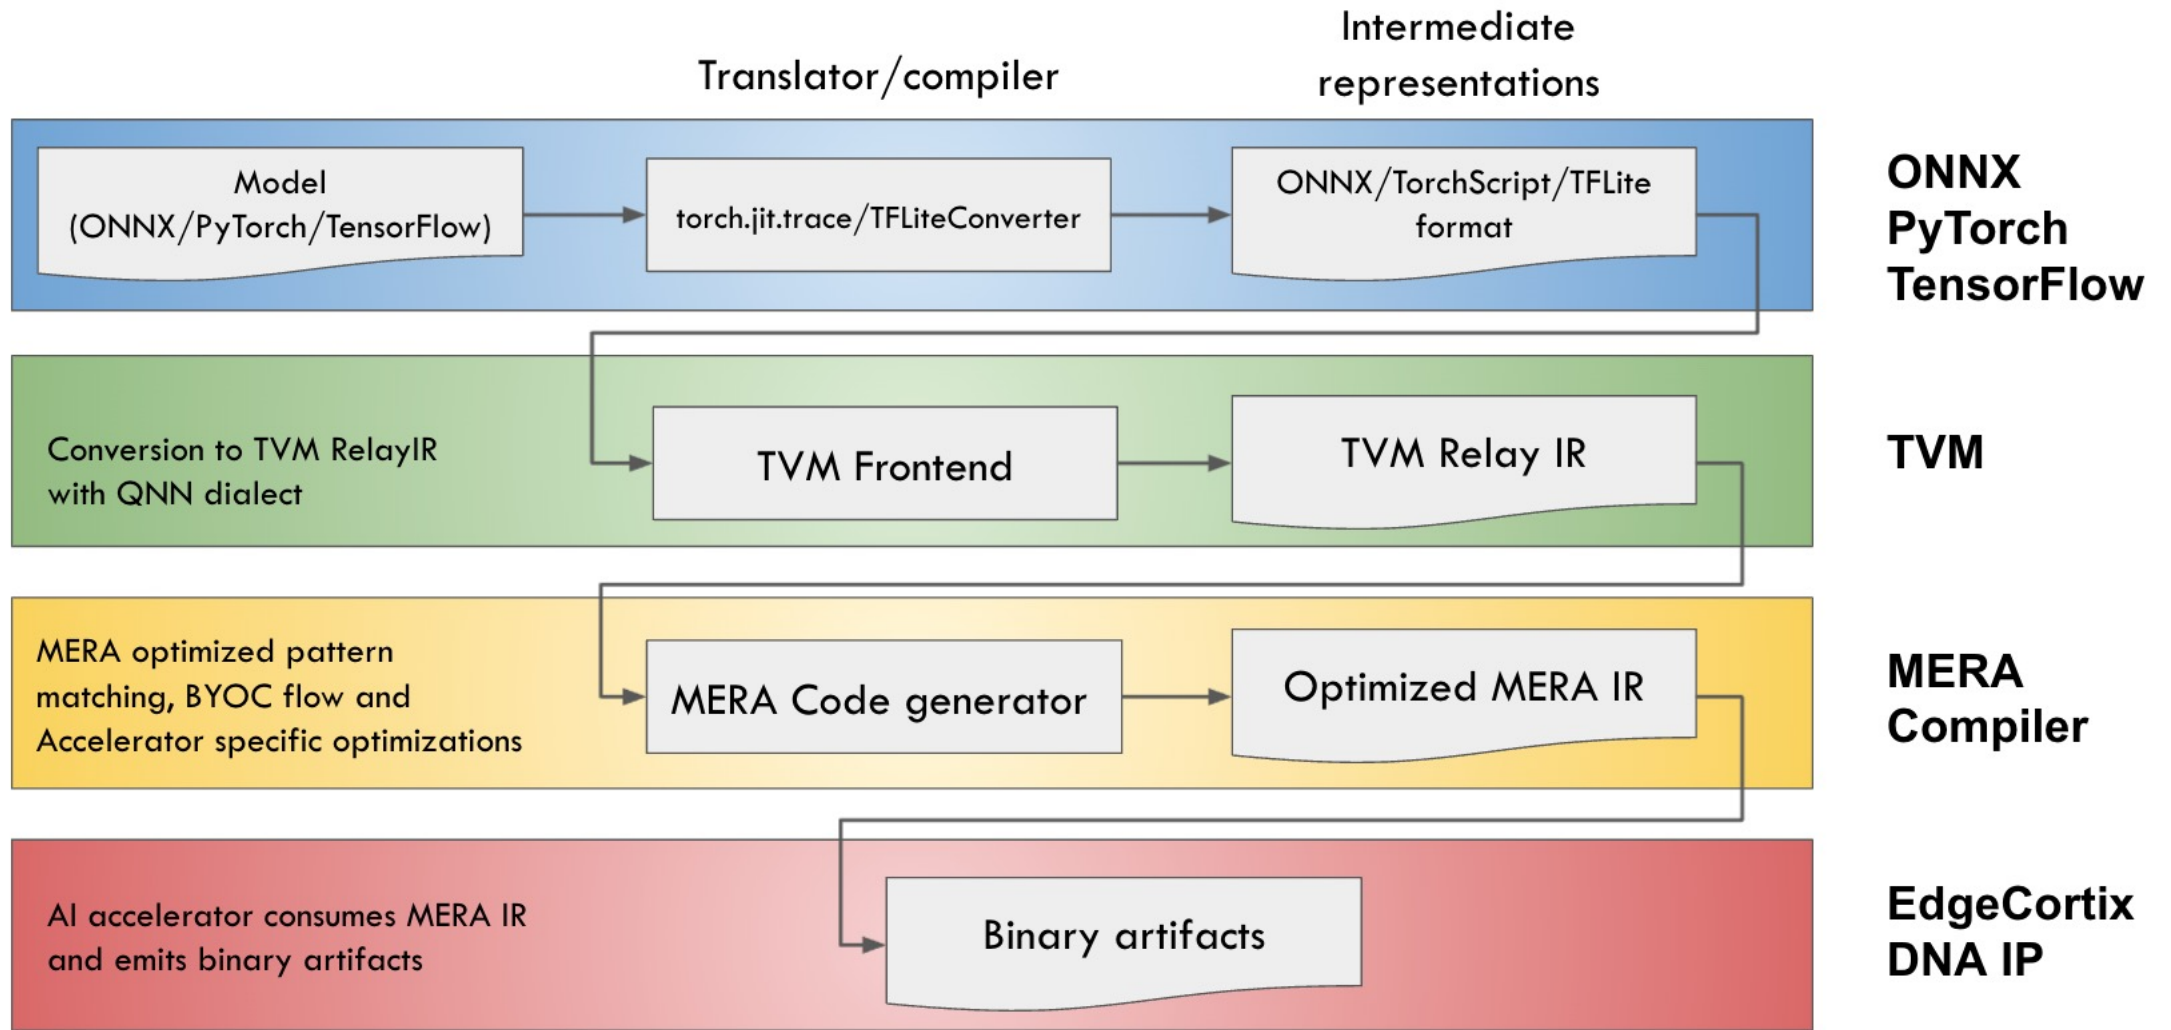 Translator/compiler
Intermediate
representations
Model
(ONNX/PyTorch/TensorFlow)
torch.jit.trace/TFLiteConverter
ONNX/TorchScript/TFLite
format
ONNX
PyTorch
TensorFlow
Conversion to TVM RelayIR
with QNN dialect
TVM Frontend
TVM Relay IR
TVM
MERA optimized pattern
matching, BYOC flow and
Accelerator specific optimizations
MERA Code generator
Optimized MERA IR
MERA
Compiler
AI accelerator consumes MERA IR
and emits binary artifacts
Binary artifacts
EdgeCortix
DNA IP